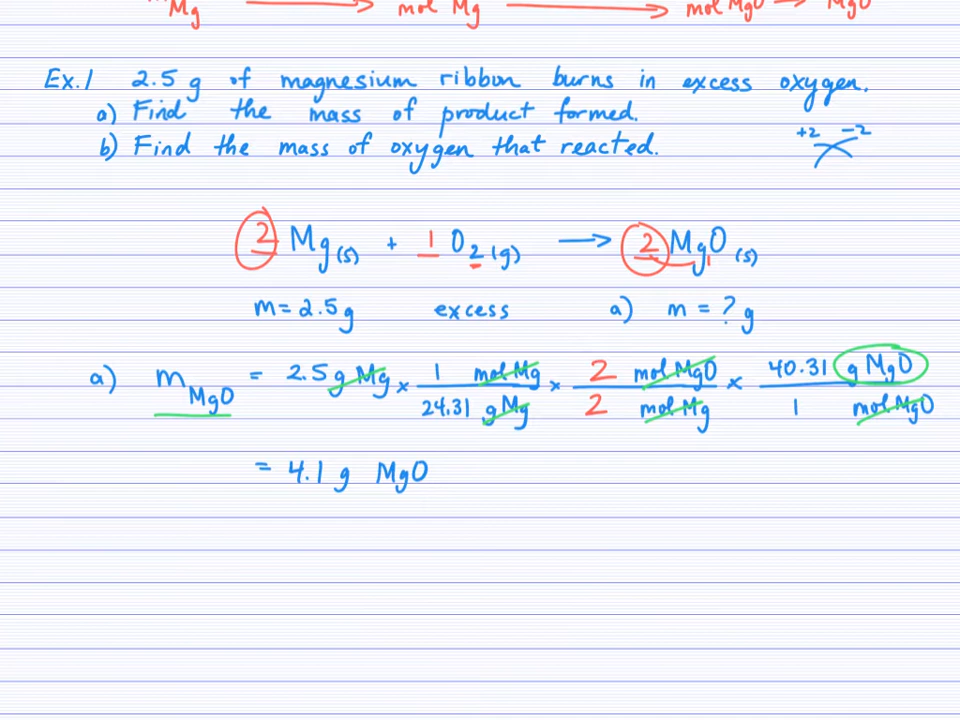 Mg ⟶ mol Mg ⟶ mol MgO → MgO
Ex.1 2.5 g of magnesium ribbon burns in excess oxygen.
a) Find the mass of product formed.
b) Find the mass of oxygen that reacted.
+2 -2
2 Mg (s) + 1 O2 (g) ⟶ 2 MgO (s)
1
m = 2.5 g excess a) m = ? g
a) m MgO = 2.5 g Mg × 1 mol Mg / 24.31 g Mg × 2 mol MgO / 2 mol Mg × 40.31 g MgO / 1 mol MgO
= 4.1 g MgO